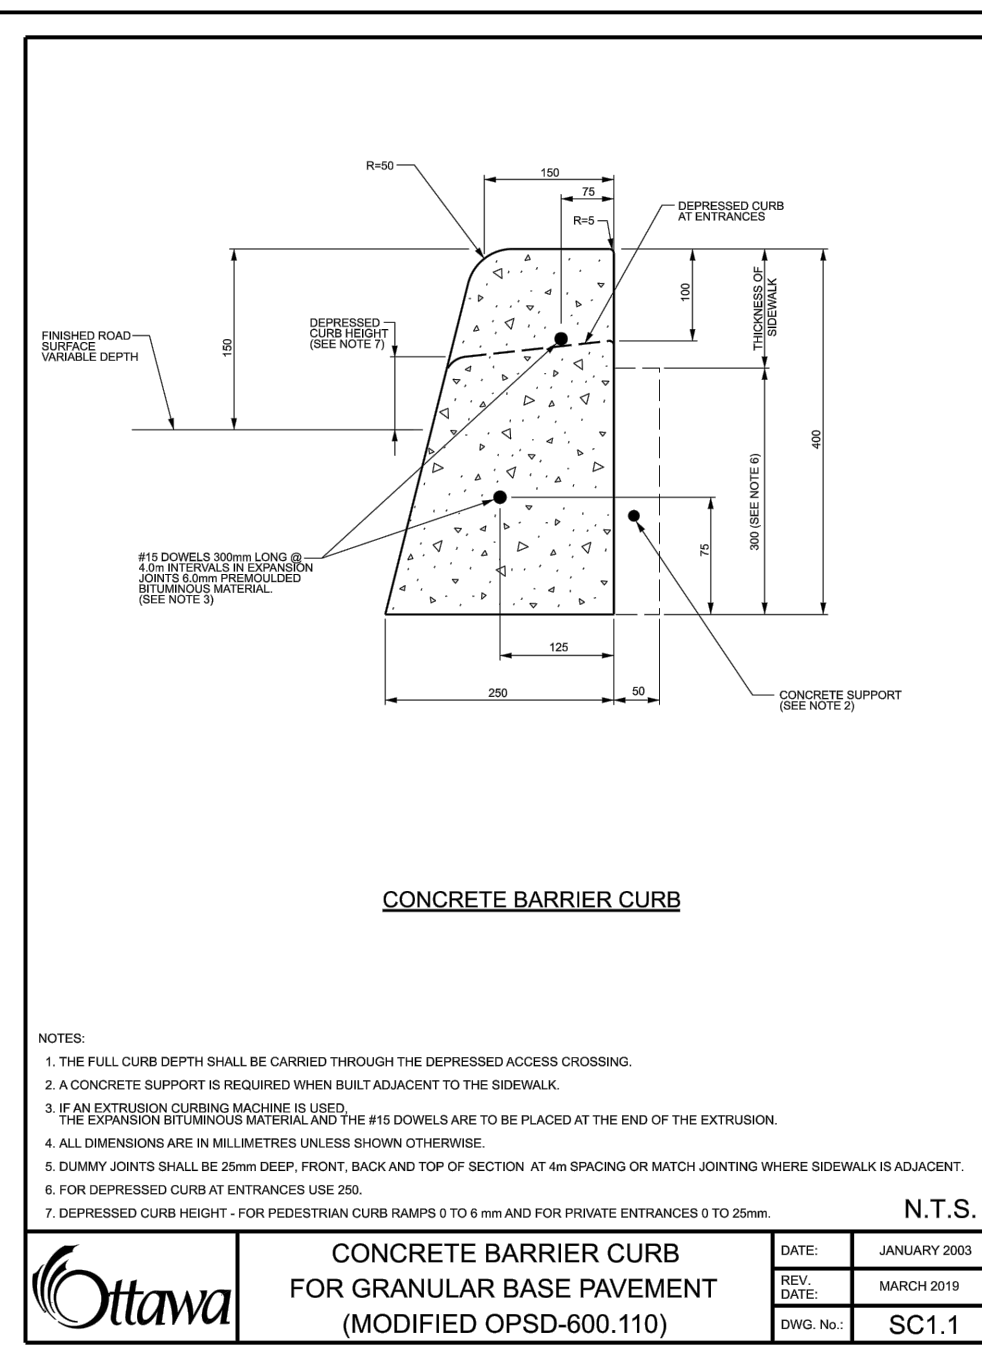 R=50
150
75
R=5
DEPRESSED CURB
AT ENTRANCES
100
THICKNESS OF
SIDEWALK
FINISHED ROAD
SURFACE
VARIABLE DEPTH
150
DEPRESSED
CURB HEIGHT
(SEE NOTE 7)
400
300 (SEE NOTE 6)
75
#15 DOWELS 300mm LONG @
4.0m INTERVALS IN EXPANSION
JOINTS 6.0mm PREMOULDED
BITUMINOUS MATERIAL.
(SEE NOTE 3)
125
250
50
CONCRETE SUPPORT
(SEE NOTE 2)
CONCRETE BARRIER CURB
NOTES:
1. THE FULL CURB DEPTH SHALL BE CARRIED THROUGH THE DEPRESSED ACCESS CROSSING.
2. A CONCRETE SUPPORT IS REQUIRED WHEN BUILT ADJACENT TO THE SIDEWALK.
3. IF AN EXTRUSION CURBING MACHINE IS USED,
THE EXPANSION BITUMINOUS MATERIAL AND THE #15 DOWELS ARE TO BE PLACED AT THE END OF THE EXTRUSION.
4. ALL DIMENSIONS ARE IN MILLIMETRES UNLESS SHOWN OTHERWISE.
5. DUMMY JOINTS SHALL BE 25mm DEEP, FRONT, BACK AND TOP OF SECTION AT 4m SPACING OR MATCH JOINTING WHERE SIDEWALK IS ADJACENT.
6. FOR DEPRESSED CURB AT ENTRANCES USE 250.
7. DEPRESSED CURB HEIGHT - FOR PEDESTRIAN CURB RAMPS 0 TO 6 mm AND FOR PRIVATE ENTRANCES 0 TO 25mm.
N.T.S.
Ottawa
CONCRETE BARRIER CURB
FOR GRANULAR BASE PAVEMENT
(MODIFIED OPSD-600.110)
DATE:
JANUARY 2003
REV.
DATE:
MARCH 2019
DWG. No.:
SC1.1